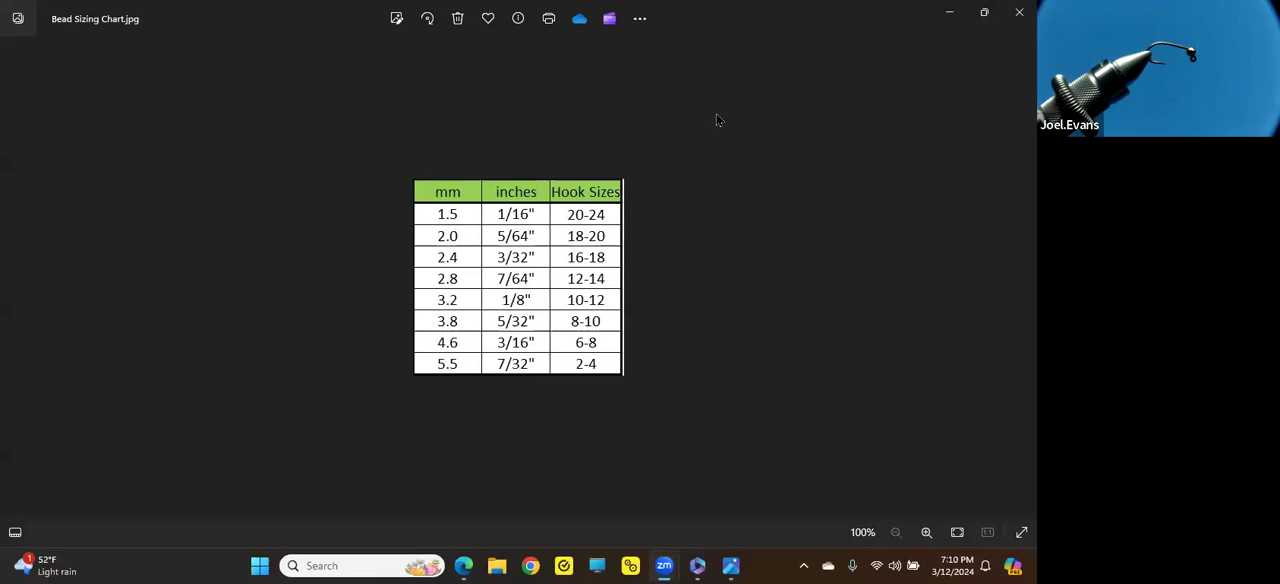 Bead Sizing Chart.jpg
Joel.Evans
mm inches Hook Sizes
1.5 1/16" 20-24
2.0 5/64" 18-20
2.4 3/32" 16-18
2.8 7/64" 12-14
3.2 1/8" 10-12
3.8 5/32" 8-10
4.6 3/16" 6-8
5.5 7/32" 2-4
100%
1
52°F
Light rain
Search
zm
7:10 PM
3/12/2024
PRE